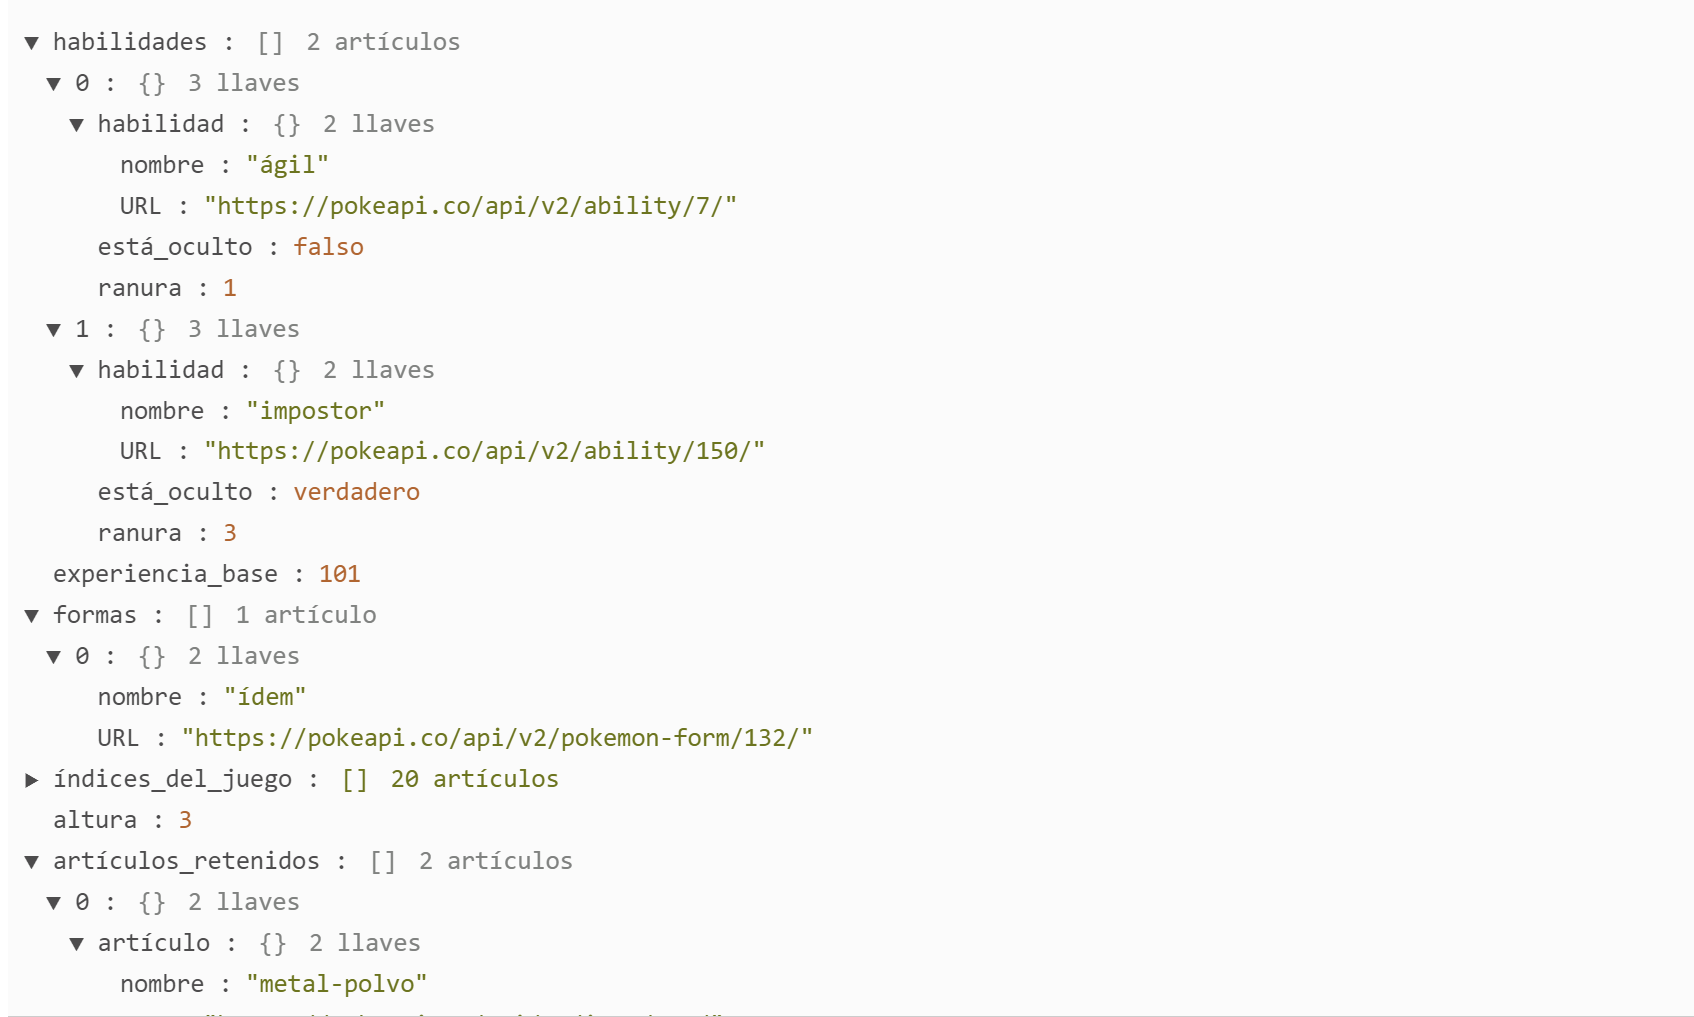 ▼ habilidades : [] 2 artículos
▼ 0 : {} 3 llaves
▼ habilidad : {} 2 llaves
nombre : "ágil"
URL : "https://pokeapi.co/api/v2/ability/7/"
está_oculto : falso
ranura : 1
▼ 1 : {} 3 llaves
▼ habilidad : {} 2 llaves
nombre : "impostor"
URL : "https://pokeapi.co/api/v2/ability/150/"
está_oculto : verdadero
ranura : 3
experiencia_base : 101
▼ formas : [] 1 artículo
▼ 0 : {} 2 llaves
nombre : "ídem"
URL : "https://pokeapi.co/api/v2/pokemon-form/132/"
▶ índices_del_juego : [] 20 artículos
altura : 3
▼ artículos_retenidos : [] 2 artículos
▼ 0 : {} 2 llaves
▼ artículo : {} 2 llaves
nombre : "metal-polvo"